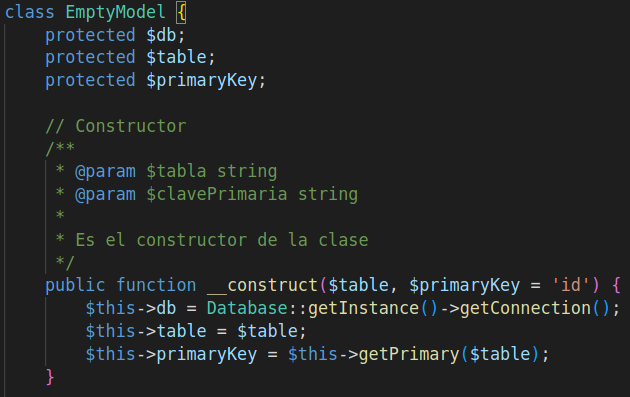 class EmptyModel {
    protected $db;
    protected $table;
    protected $primaryKey;

    // Constructor
    /**
     * @param $tabla string
     * @param $clavePrimaria string
     *
     * Es el constructor de la clase
     */
    public function __construct($table, $primaryKey = 'id') {
        $this->db = Database::getInstance()->getConnection();
        $this->table = $table;
        $this->primaryKey = $this->getPrimary($table);
    }